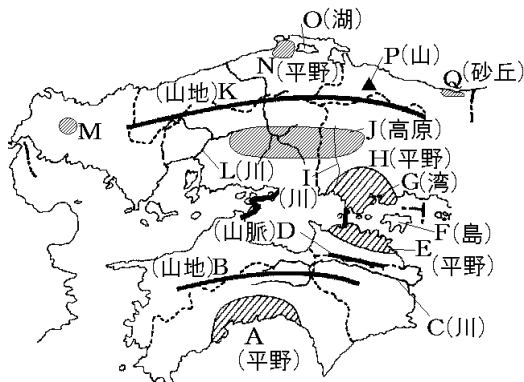 O(湖)
N(平野)
P(山)
Q(砂丘)
(山地)K
M
J(高原)
L(川)
I
(川)
H(平野)
G(湾)
(山脈)D
F(島)
E
(平野)
(山地)B
C(川)
A
(平野)